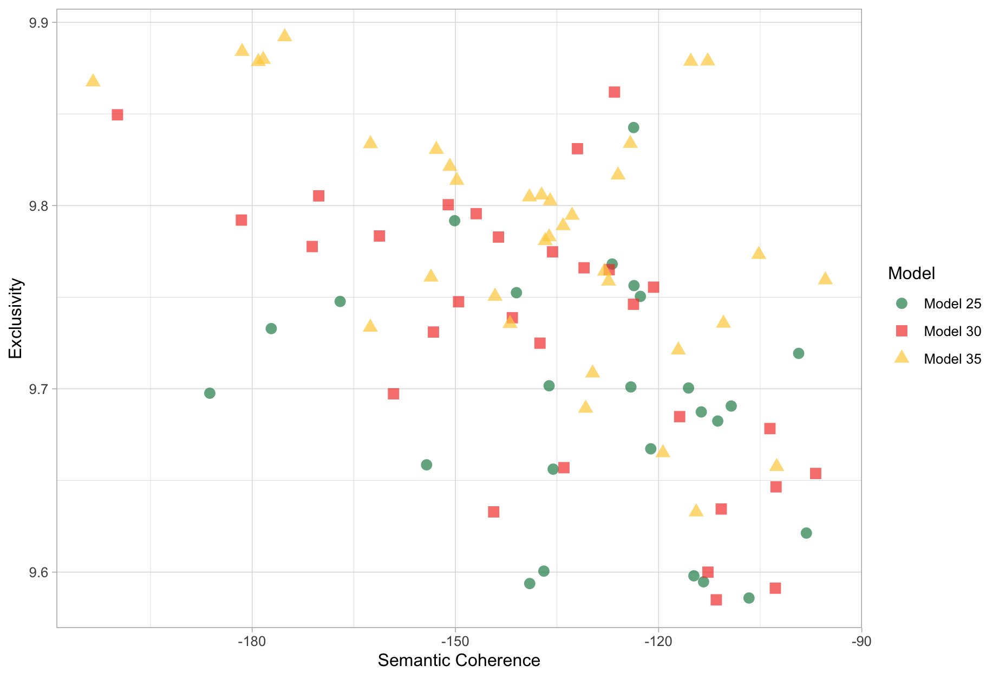 9.9
9.8
9.7
9.6
Exclusivity
-180
-150
-120
-90
Semantic Coherence
Model
Model 25
Model 30
Model 35